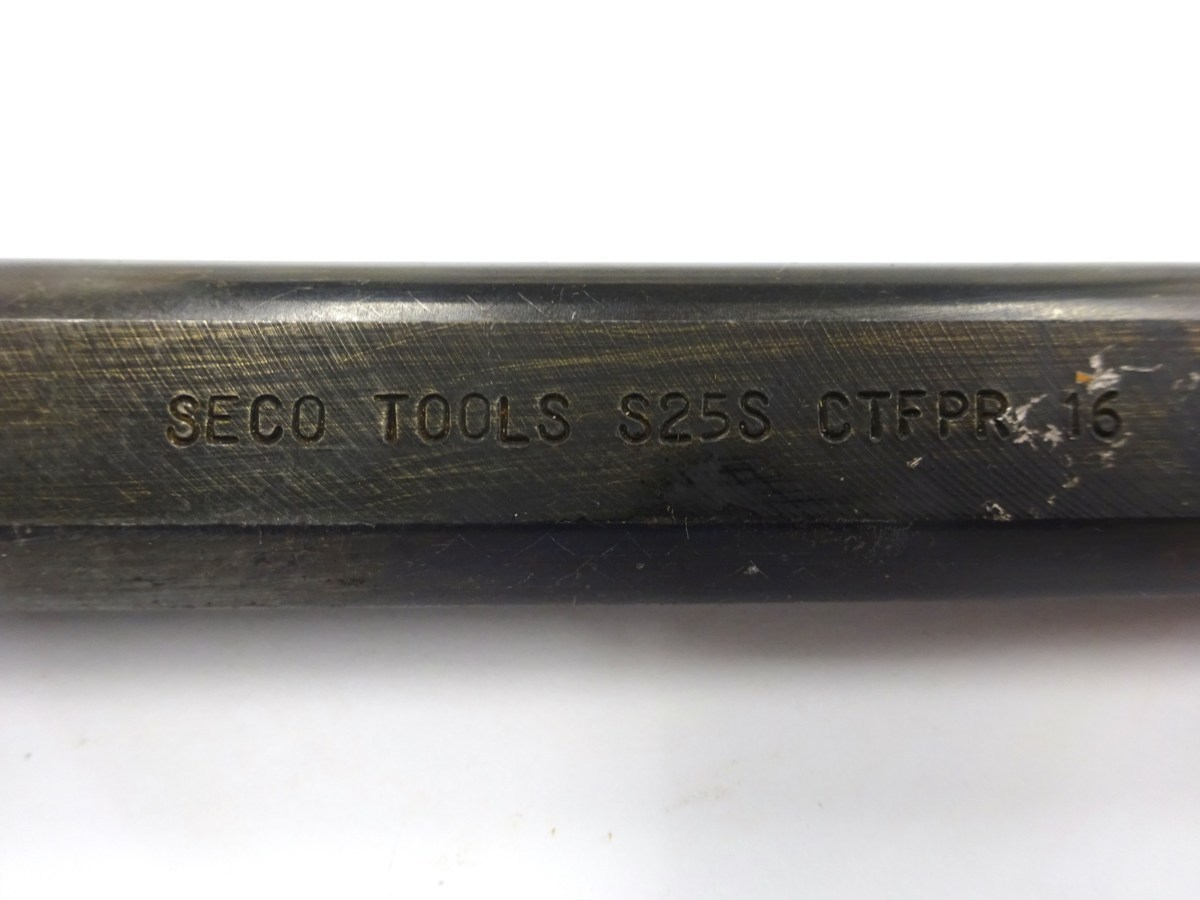 SECO TOOLS S25S CTFPR 16